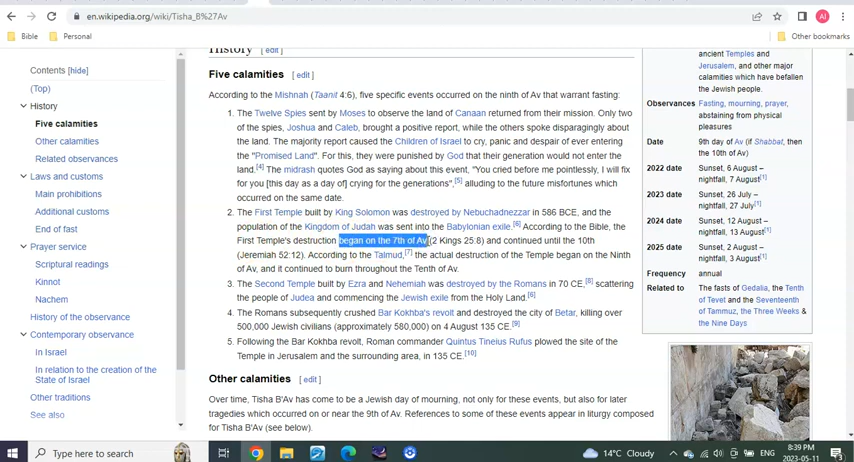 en.wikipedia.org/wiki/Tisha_B%27Av
AI
Bible
Personal
Other bookmarks
Contents [hide]
(Top)
History
Five calamities
Other calamities
Related observances
Laws and customs
Main prohibitions
Additional customs
End of fast
Prayer service
Scriptural readings
Kinnot
Nachem
History of the observance
Contemporary observance
In Israel
In relation to the creation of the
State of Israel
Other traditions
See also
History [edit]
Five calamities [edit]
According to the Mishnah (Taanit 4:6), five specific events occurred on the ninth of Av that warrant fasting:
1. The Twelve Spies sent by Moses to observe the land of Canaan returned from their mission. Only two
of the spies, Joshua and Caleb, brought a positive report, while the others spoke disparagingly about
the land. The majority report caused the Children of Israel to cry, panic and despair of ever entering
the "Promised Land". For this, they were punished by God that their generation would not enter the
land.[4] The midrash quotes God as saying about this event, "You cried before me pointlessly, I will fix
for you [this day as a day of] crying for the generations",[5] alluding to the future misfortunes which
occurred on the same date.
2. The First Temple built by King Solomon was destroyed by Nebuchadnezzar in 586 BCE, and the
population of the Kingdom of Judah was sent into the Babylonian exile.[6] According to the Bible, the
First Temple's destruction began on the 7th of Av (2 Kings 25:8) and continued until the 10th
(Jeremiah 52:12). According to the Talmud,[7] the actual destruction of the Temple began on the Ninth
of Av, and it continued to burn throughout the Tenth of Av.
3. The Second Temple built by Ezra and Nehemiah was destroyed by the Romans in 70 CE,[8] scattering
the people of Judea and commencing the Jewish exile from the Holy Land.[6]
4. The Romans subsequently crushed Bar Kokhba's revolt and destroyed the city of Betar, killing over
500,000 Jewish civilians (approximately 580,000) on 4 August 135 CE.[9]
5. Following the Bar Kokhba revolt, Roman commander Quintus Tineius Rufus plowed the site of the
Temple in Jerusalem and the surrounding area, in 135 CE.[10]
Other calamities [edit]
Over time, Tisha B'Av has come to be a Jewish day of mourning, not only for these events, but also for later
tragedies which occurred on or near the 9th of Av. References to some of these events appear in liturgy composed
for Tisha B'Av (see below).
ancient Temples and
Jerusalem, and other major
calamities which have befallen
the Jewish people.
Observances Fasting, mourning, prayer,
abstaining from physical
pleasures
Date 9th day of Av (if Shabbat, then
the 10th of Av)
2022 date Sunset, 6 August –
nightfall, 7 August[1]
2023 date Sunset, 26 July –
nightfall, 27 July[1]
2024 date Sunset, 12 August –
nightfall, 13 August[1]
2025 date Sunset, 2 August –
nightfall, 3 August[1]
Frequency annual
Related to The fasts of Gedalia, the Tenth
of Tevet and the Seventeenth
of Tammuz, the Three Weeks &
the Nine Days
Type here to search
14°C Cloudy
ENG
8:39 PM
2023-05-11
3